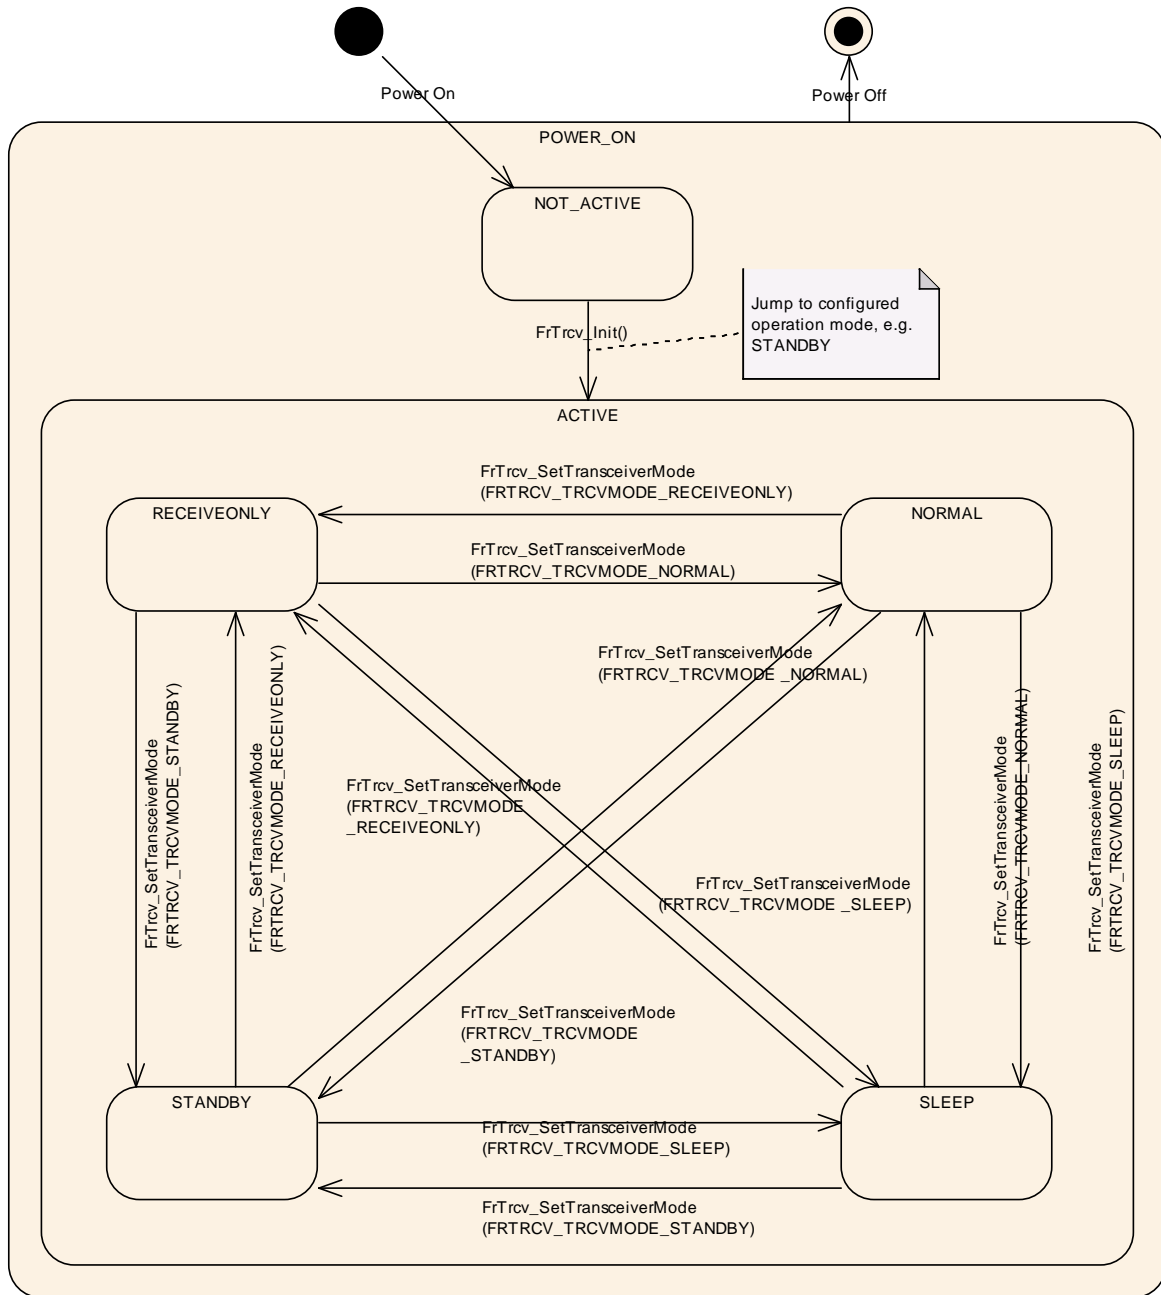 Power On
Power Off
POWER_ON
NOT_ACTIVE
FrTrcv_Init()
Jump to configured
operation mode, e.g.
STANDBY
ACTIVE
FrTrcv_SetTransceiverMode
(FRTRCV_TRCVMODE_RECEIVEONLY)
RECEIVEONLY
NORMAL
FrTrcv_SetTransceiverMode
(FRTRCV_TRCVMODE_NORMAL)
FrTrcv_SetTransceiverMode
(FRTRCV_TRCVMODE _NORMAL)
FrTrcv_SetTransceiverMode
(FRTRCV_TRCVMODE_STANDBY)
FrTrcv_SetTransceiverMode
(FRTRCV_TRCVMODE_RECEIVEONLY)
FrTrcv_SetTransceiverMode
(FRTRCV_TRCVMODE
_RECEIVEONLY)
FrTrcv_SetTransceiverMode
(FRTRCV_TRCVMODE _SLEEP)
FrTrcv_SetTransceiverMode
(FRTRCV_TRCVMODE_NORMAL)
FrTrcv_SetTransceiverMode
(FRTRCV_TRCVMODE_SLEEP)
FrTrcv_SetTransceiverMode
(FRTRCV_TRCVMODE
_STANDBY)
STANDBY
SLEEP
FrTrcv_SetTransceiverMode
(FRTRCV_TRCVMODE_SLEEP)
FrTrcv_SetTransceiverMode
(FRTRCV_TRCVMODE_STANDBY)